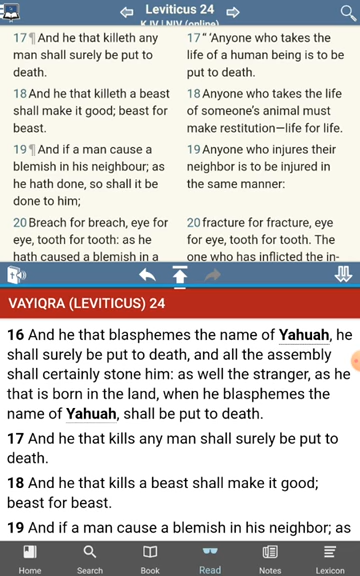 Leviticus 24
KJV | NIV (online)
17 ¶ And he that killeth any
man shall surely be put to
death.
18 And he that killeth a beast
shall make it good; beast for
beast.
19 ¶ And if a man cause a
blemish in his neighbour; as
he hath done, so shall it be
done to him;
20 Breach for breach, eye for
eye, tooth for tooth: as he
hath caused a blemish in a
17 “ ‘Anyone who takes the
life of a human being is to be
put to death.
18 Anyone who takes the life
of someone’s animal must
make restitution—life for life.
19 Anyone who injures their
neighbor is to be injured in
the same manner:
20 fracture for fracture, eye
for eye, tooth for tooth. The
one who has inflicted the in-
VAYIQRA (LEVITICUS) 24
16 And he that blasphemes the name of Yahuah, he
shall surely be put to death, and all the assembly
shall certainly stone him: as well the stranger, as he
that is born in the land, when he blasphemes the
name of Yahuah, shall be put to death.
17 And he that kills any man shall surely be put to
death.
18 And he that kills a beast shall make it good;
beast for beast.
19 And if a man cause a blemish in his neighbor; as
Home
Search
Book
Read
Notes
Lexicon